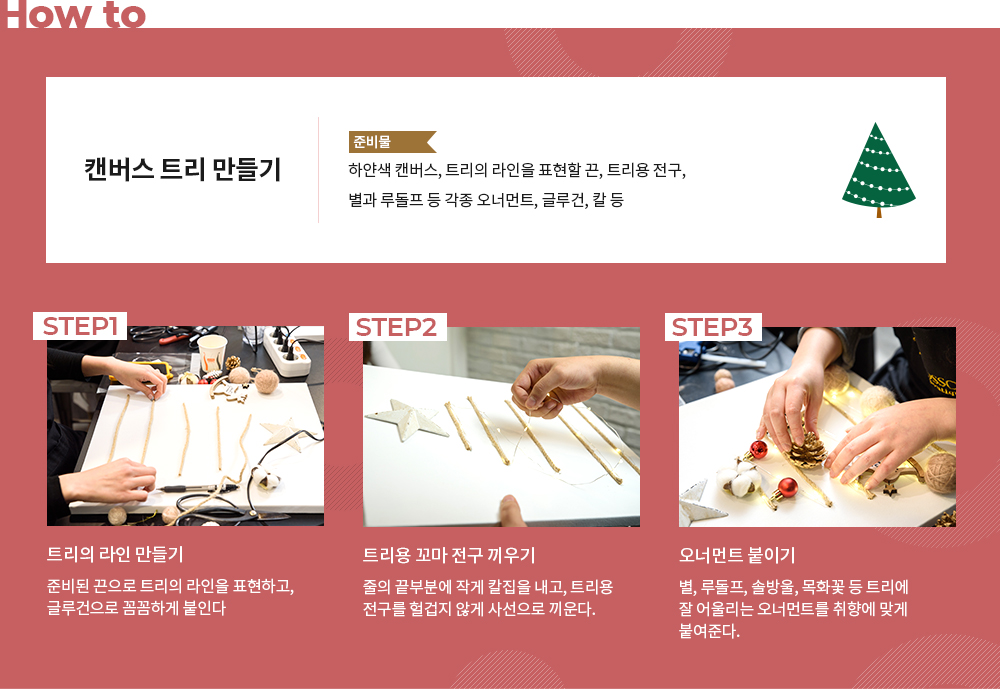 How to
캔버스 트리 만들기
준비물
하얀색 캔버스, 트리의 라인을 표현할 끈, 트리용 전구,
별과 루돌프 등 각종 오너먼트, 글루건, 칼 등
STEP1
STEP2
STEP3
트리의 라인 만들기
준비된 끈으로 트리의 라인을 표현하고,
글루건으로 꼼꼼하게 붙인다
트리용 꼬마 전구 끼우기
줄의 끝부분에 작게 칼집을 내고, 트리용
전구를 헐겁지 않게 사선으로 끼운다.
오너먼트 붙이기
별, 루돌프, 솔방울, 목화꽃 등 트리에
잘 어울리는 오너먼트를 취향에 맞게
붙여준다.